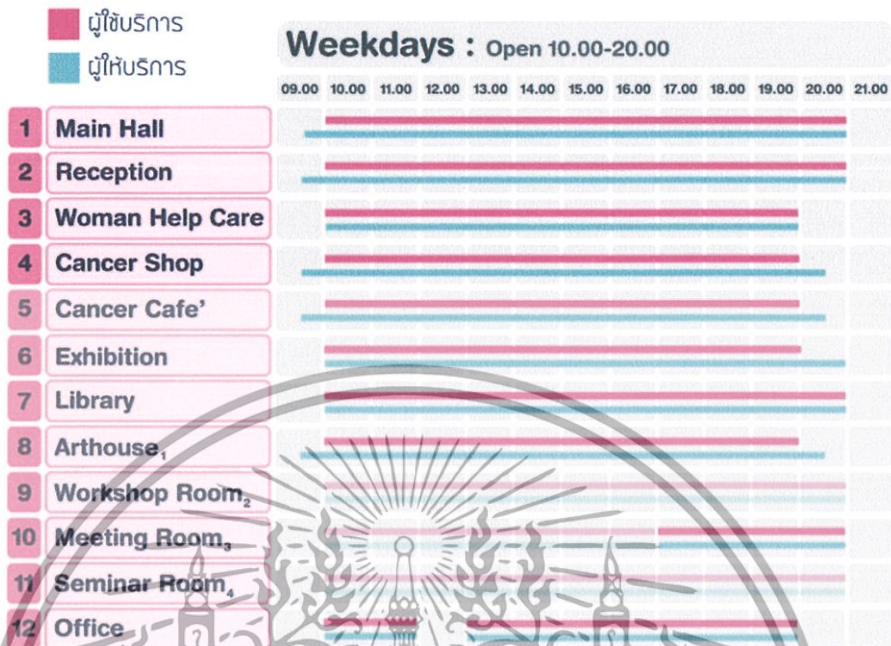 ผู้ใช้บริการ
ผู้ให้บริการ
Weekdays : Open 10.00-20.00
09.00 10.00 11.00 12.00 13.00 14.00 15.00 16.00 17.00 18.00 19.00 20.00 21.00
1 Main Hall
2 Reception
3 Woman Help Care
4 Cancer Shop
5 Cancer Cafe’
6 Exhibition
7 Library
8 Arthouse₁
9 Workshop Room₂
10 Meeting Room₃
11 Seminar Room₄
12 Office